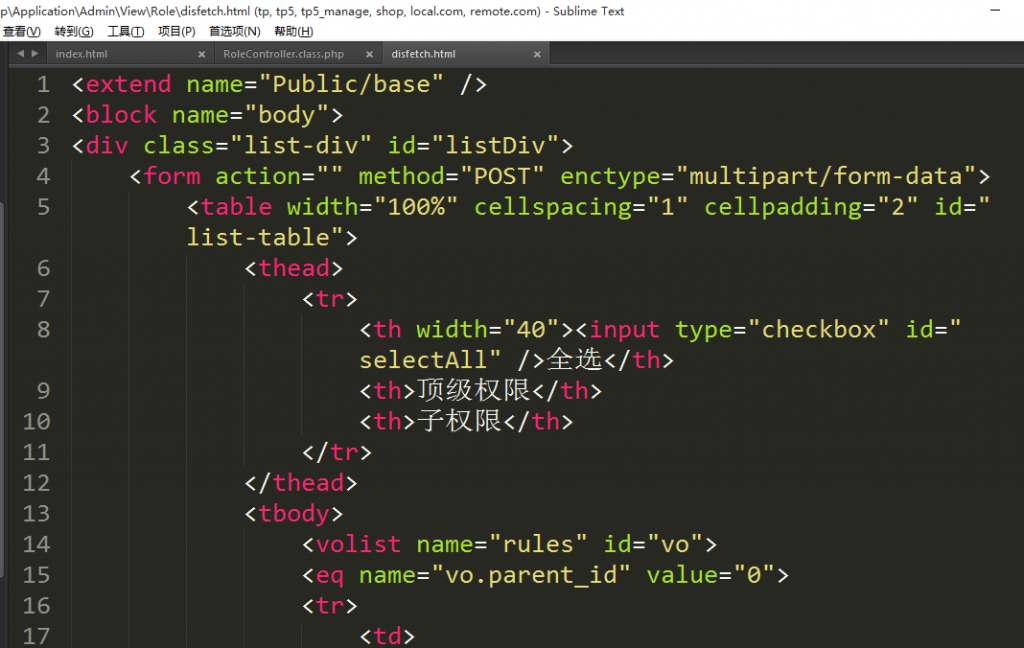 p\Application\Admin\View\Role\disfetch.html (tp, tp5, tp5_manage, shop, local.com, remote.com) - Sublime Text
查看(V) 转到(G) 工具(T) 项目(P) 首选项(N) 帮助(H)
index.html × RoleController.class.php × disfetch.html ×
1 <extend name="Public/base" />
2 <block name="body">
3 <div class="list-div" id="listDiv">
4 <form action="" method="POST" enctype="multipart/form-data">
5 <table width="100%" cellspacing="1" cellpadding="2" id="
list-table">
6 <thead>
7 <tr>
8 <th width="40"><input type="checkbox" id="
selectAll" />全选</th>
9 <th>顶级权限</th>
10 <th>子权限</th>
11 </tr>
12 </thead>
13 <tbody>
14 <volist name="rules" id="vo">
15 <eq name="vo.parent_id" value="0">
16 <tr>
17 <td>